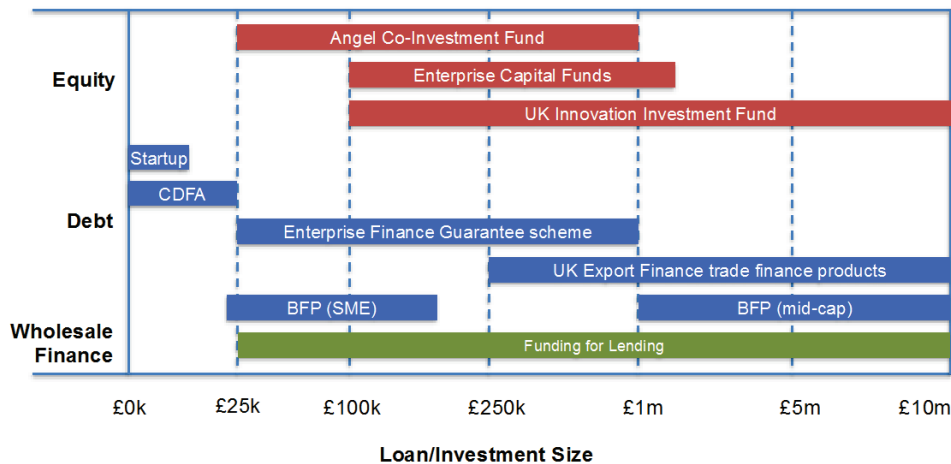 Angel Co-Investment Fund
Equity
Enterprise Capital Funds
UK Innovation Investment Fund
Startup
CDFA
Debt
Enterprise Finance Guarantee scheme
UK Export Finance trade finance products
BFP (SME)
BFP (mid-cap)
Wholesale
Finance
Funding for Lending
£0k
£25k
£100k
£250k
£1m
£5m
£10m
Loan/Investment Size